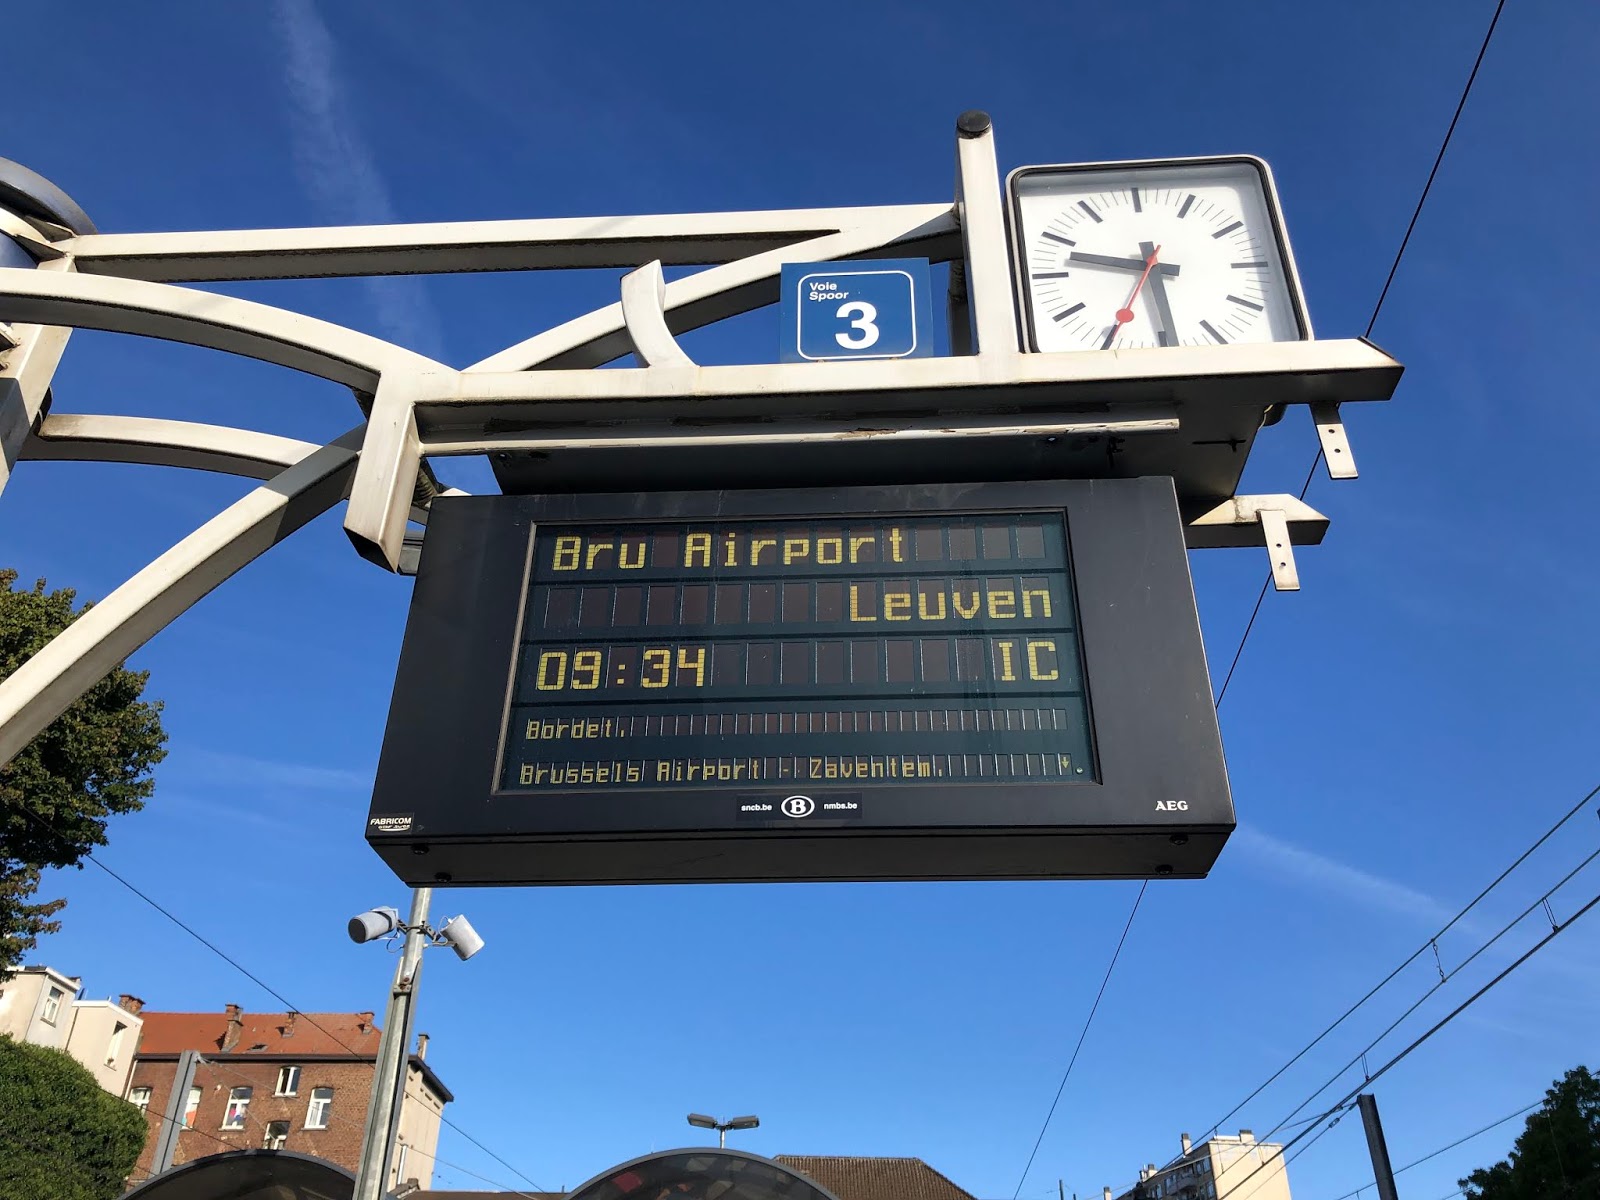 Voie
Spoor
3
Bru Airport
Leuven
09:34 IC
Bordet,
Brussels Airport - Zaventem,
sncb.be B nmbs.be
AEG
FABRICOM